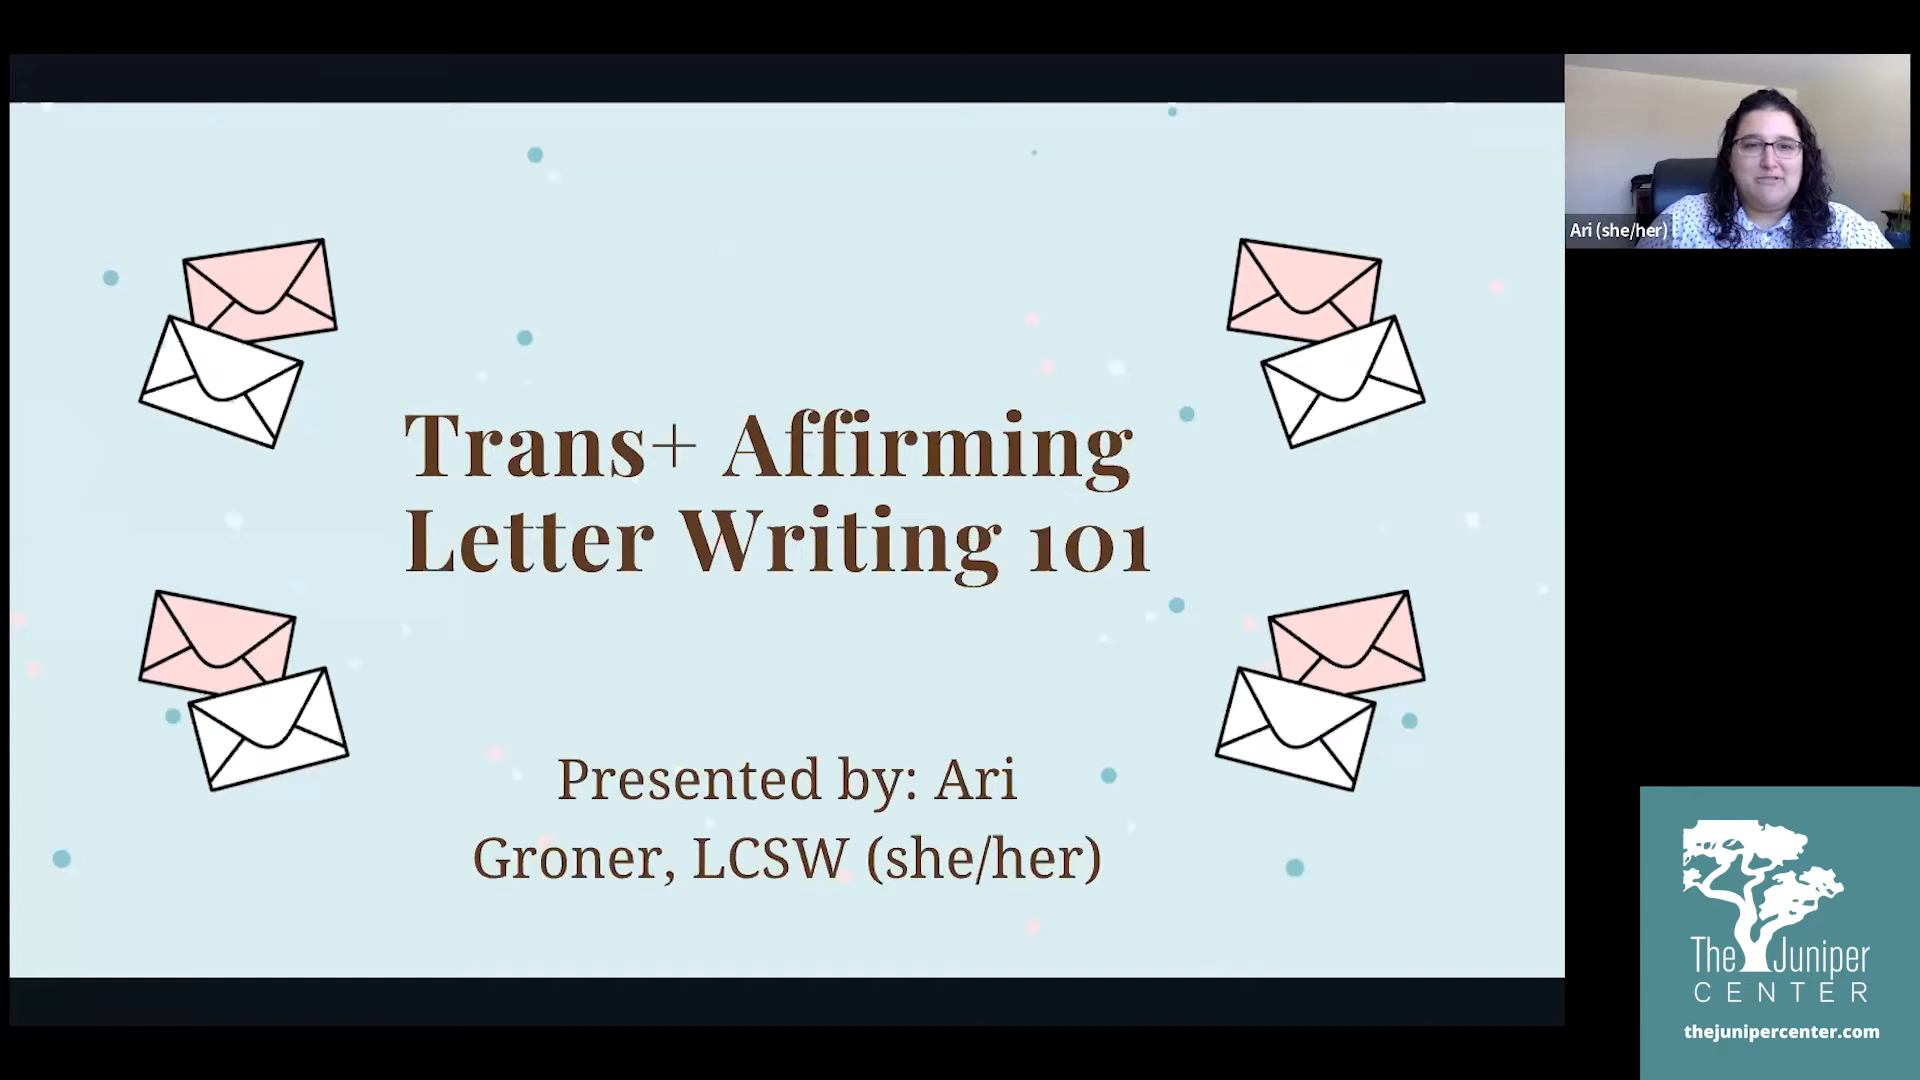 Trans+ Affirming
Letter Writing 101
Presented by: Ari
Groner, LCSW (she/her)
Ari (she/her)
The Juniper
CENTER
thejunipercenter.com